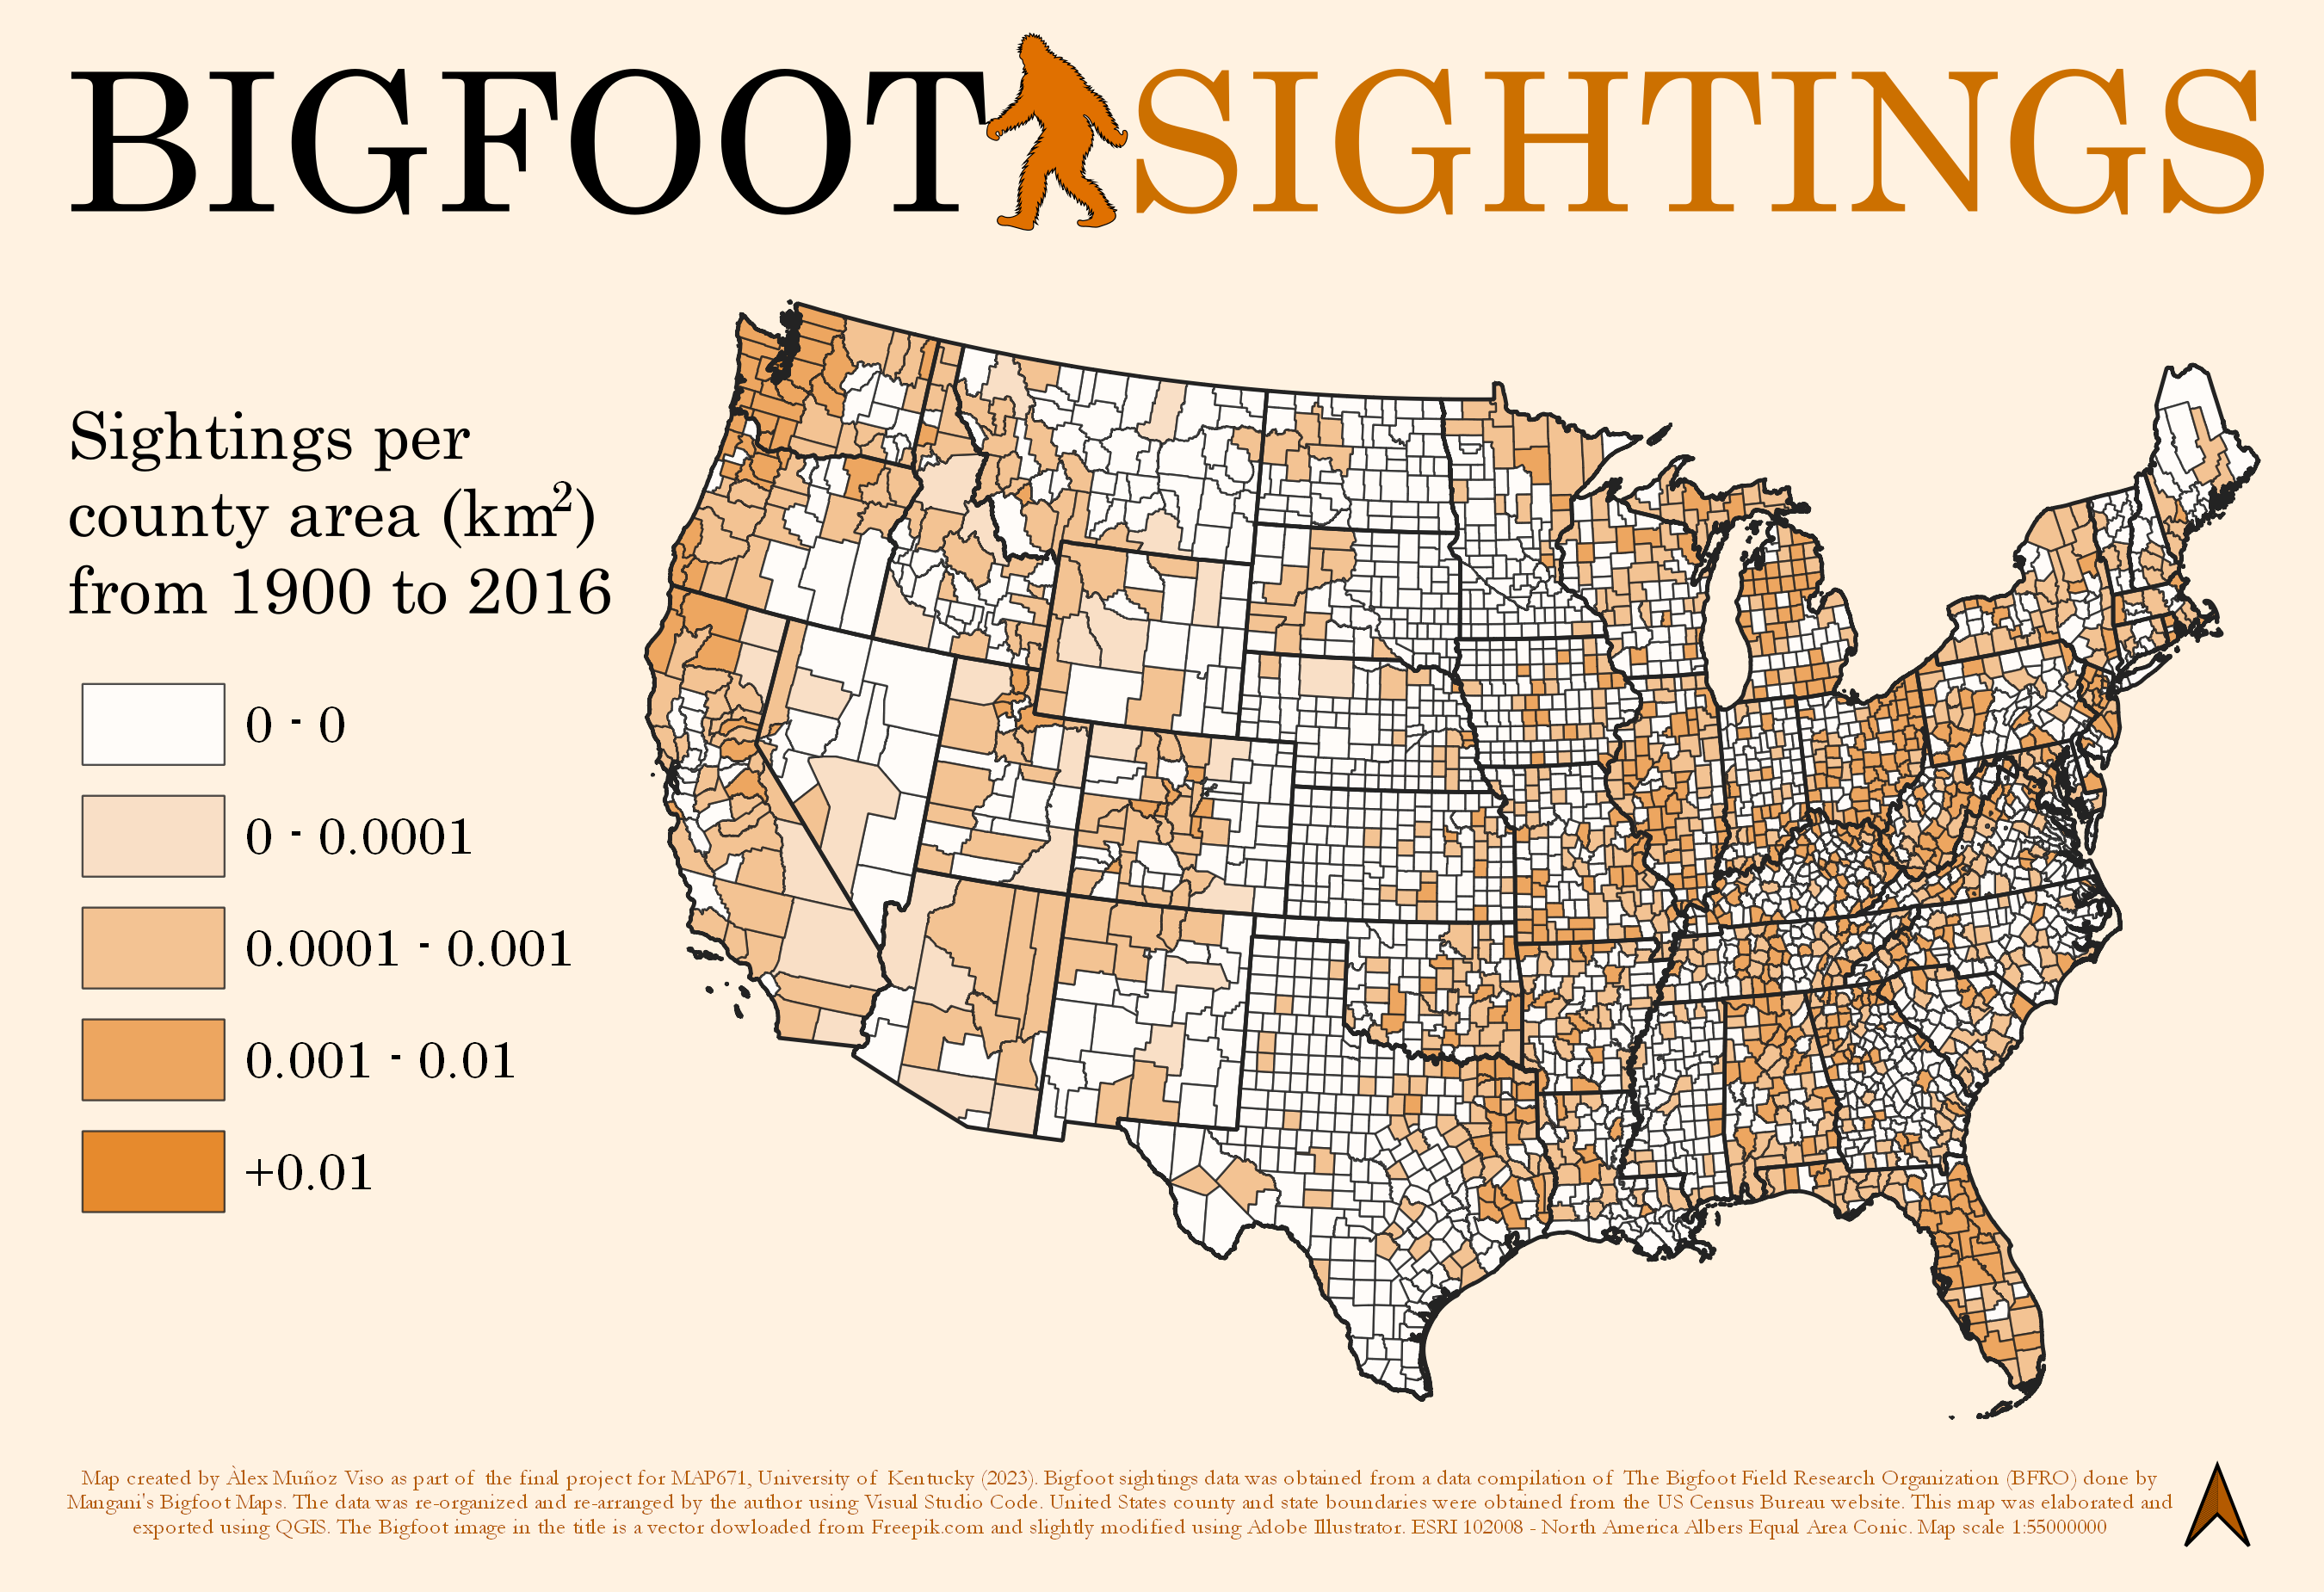 BIGFOOT SIGHTINGS
Sightings per
county area (km²)
from 1900 to 2016
0 - 0
0 - 0.0001
0.0001 - 0.001
0.001 - 0.01
+0.01
Map created by Àlex Muñoz Viso as part of the final project for MAP671, University of Kentucky (2023). Bigfoot sightings data was obtained from a data compilation of The Bigfoot Field Research Organization (BFRO) done by
Mangani's Bigfoot Maps. The data was re-organized and re-arranged by the author using Visual Studio Code. United States county and state boundaries were obtained from the US Census Bureau website. This map was elaborated and
exported using QGIS. The Bigfoot image in the title is a vector dowloaded from Freepik.com and slightly modified using Adobe Illustrator. ESRI 102008 - North America Albers Equal Area Conic. Map scale 1:55000000